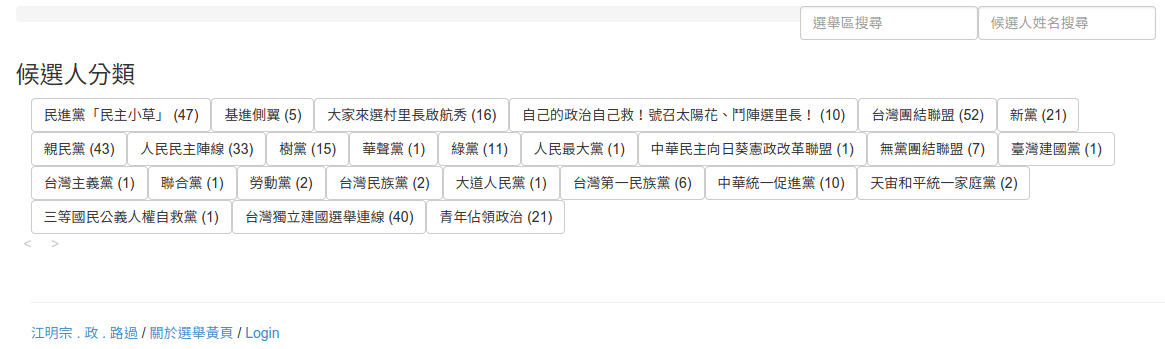 選舉區搜尋 候選人姓名搜尋
候選人分類
民進黨「民主小草」 (47) 基進側翼 (5) 大家來選村里長啟航秀 (16) 自己的政治自己救！號召太陽花、鬥陣選里長！ (10) 台灣團結聯盟 (52) 新黨 (21)
親民黨 (43) 人民民主陣線 (33) 樹黨 (15) 華聲黨 (1) 綠黨 (11) 人民最大黨 (1) 中華民主向日葵憲政改革聯盟 (1) 無黨團結聯盟 (7) 臺灣建國黨 (1)
台灣主義黨 (1) 聯合黨 (1) 勞動黨 (2) 台灣民族黨 (2) 大道人民黨 (1) 台灣第一民族黨 (6) 中華統一促進黨 (10) 天宙和平統一家庭黨 (2)
三等國民公義人權自救黨 (1) 台灣獨立建國選舉連線 (40) 青年佔領政治 (21)
< >
江明宗 . 政 . 路過 / 關於選舉黃頁 / Login